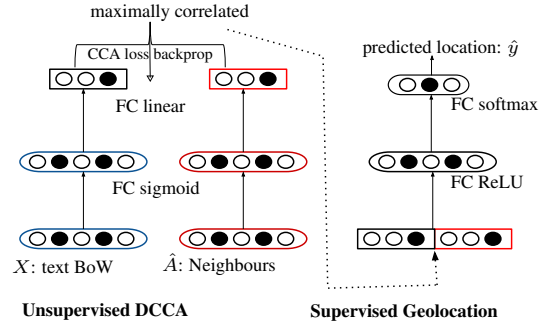 maximally correlated
CCA loss backprop
predicted location: ŷ
FC linear
FC softmax
FC sigmoid
FC ReLU
X: text BoW
Â: Neighbours
Unsupervised DCCA
Supervised Geolocation